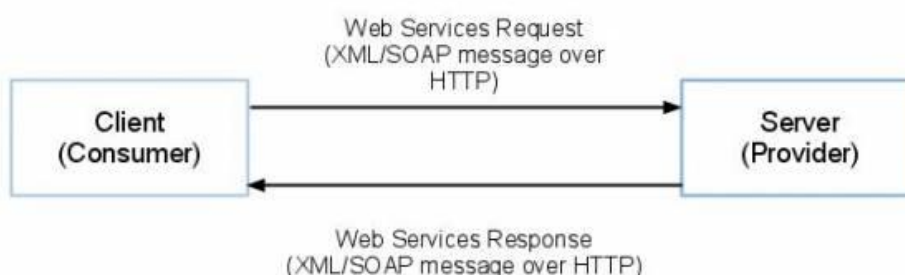 Web Services Request
(XML/SOAP message over
HTTP)
Client
(Consumer)
Server
(Provider)
Web Services Response
(XML/SOAP message over HTTP)